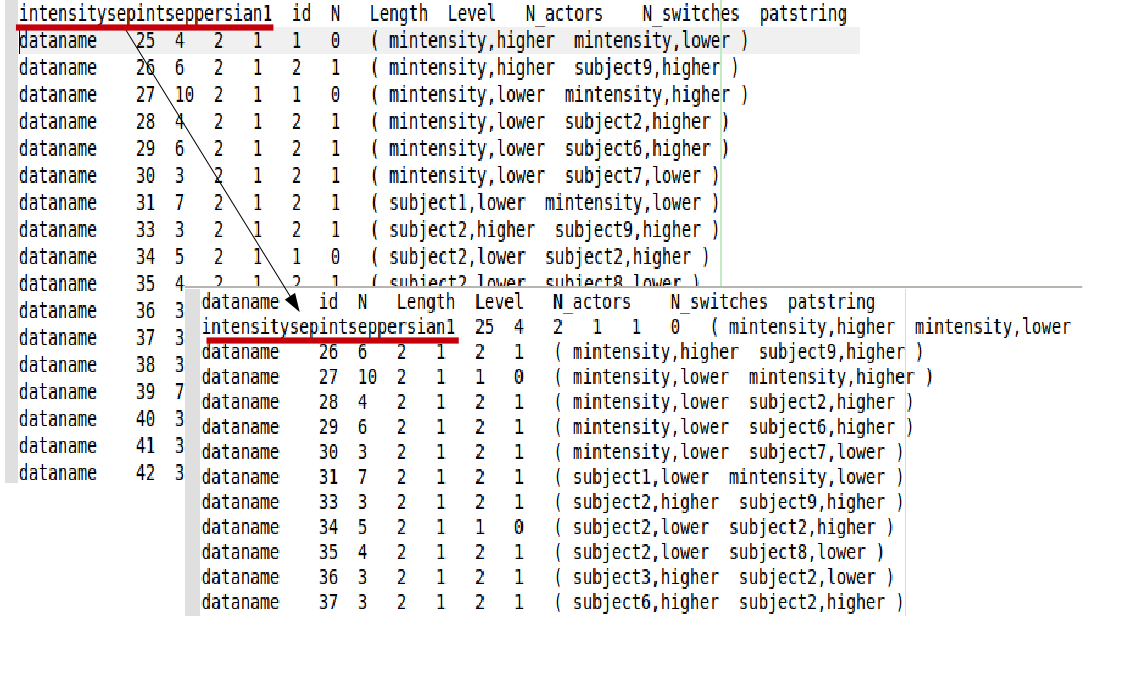 intensitysepintseppersian1 id N Length Level N_actors N_switches patstring
dataname 25 4 2 1 1 0 ( mintensity,higher mintensity,lower )
dataname 26 6 2 1 2 1 ( mintensity,higher subject9,higher )
dataname 27 10 2 1 1 0 ( mintensity,lower mintensity,higher )
dataname 28 4 2 1 2 1 ( mintensity,lower subject2,higher )
dataname 29 6 2 1 2 1 ( mintensity,lower subject6,higher )
dataname 30 3 2 1 2 1 ( mintensity,lower subject7,lower )
dataname 31 7 2 1 2 1 ( subject1,lower mintensity,lower )
dataname 33 3 2 1 2 1 ( subject2,higher subject9,higher )
dataname 34 5 2 1 1 0 ( subject2,lower subject2,higher )
dataname 35 4 2 1 2 1 ( subject2,lower subject8,lower )
dataname 36 3
dataname 37 3
dataname 38 3
dataname 39 7
dataname 40 3
dataname 41 3
dataname 42 3
dataname id N Length Level N_actors N_switches patstring
intensitysepintseppersian1 25 4 2 1 1 0 ( mintensity,higher mintensity,lower
dataname 26 6 2 1 2 1 ( mintensity,higher subject9,higher )
dataname 27 10 2 1 1 0 ( mintensity,lower mintensity,higher )
dataname 28 4 2 1 2 1 ( mintensity,lower subject2,higher )
dataname 29 6 2 1 2 1 ( mintensity,lower subject6,higher )
dataname 30 3 2 1 2 1 ( mintensity,lower subject7,lower )
dataname 31 7 2 1 2 1 ( subject1,lower mintensity,lower )
dataname 33 3 2 1 2 1 ( subject2,higher subject9,higher )
dataname 34 5 2 1 1 0 ( subject2,lower subject2,higher )
dataname 35 4 2 1 2 1 ( subject2,lower subject8,lower )
dataname 36 3 2 1 2 1 ( subject3,higher subject2,lower )
dataname 37 3 2 1 2 1 ( subject6,higher subject2,higher )